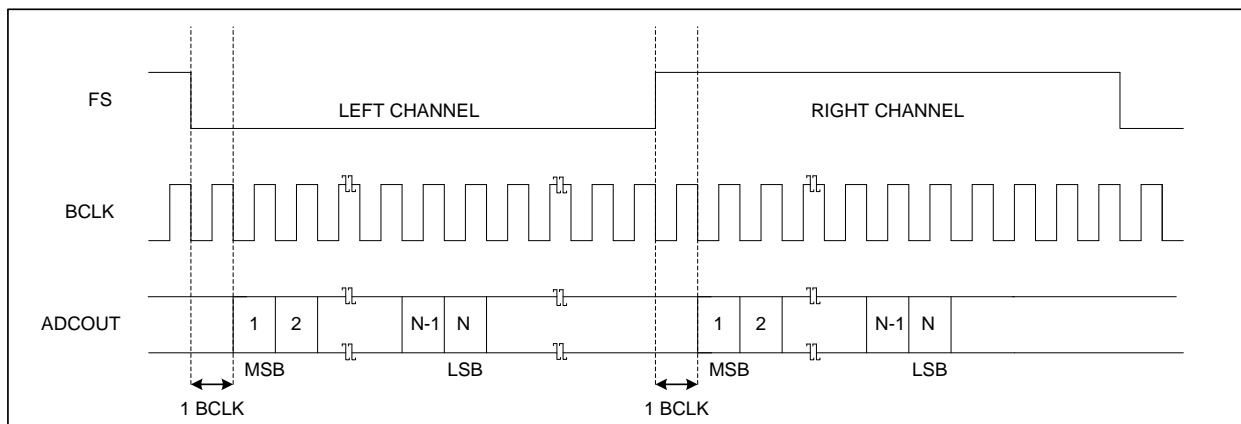 FS
LEFT CHANNEL
RIGHT CHANNEL
BCLK
ADCOUT
1
2
N-1
N
1
2
N-1
N
MSB
LSB
MSB
LSB
1 BCLK
1 BCLK